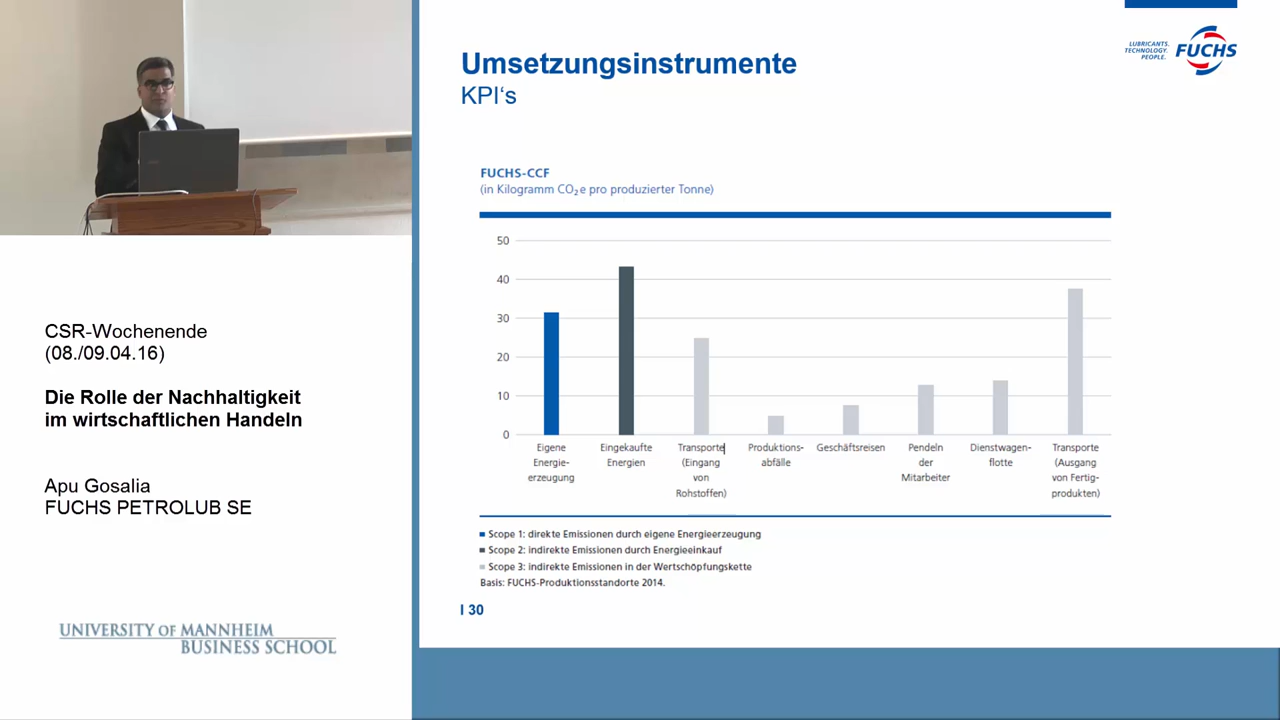 Umsetzungsinstrumente
KPI‘s
LUBRICANTS.
TECHNOLOGY.
PEOPLE.
FUCHS
FUCHS-CCF
(in Kilogramm CO₂e pro produzierter Tonne)
50
40
30
20
10
0
Eigene
Energie-
erzeugung
Eingekaufte
Energien
Transporte
(Eingang
von
Rohstoffen)
Produktions-
abfälle
Geschäftsreisen
Pendeln
der
Mitarbeiter
Dienstwagen-
flotte
Transporte
(Ausgang
von Fertig-
produkten)
Scope 1: direkte Emissionen durch eigene Energieerzeugung
Scope 2: indirekte Emissionen durch Energieeinkauf
Scope 3: indirekte Emissionen in der Wertschöpfungskette
Basis: FUCHS-Produktionsstandorte 2014.
I 30
CSR-Wochenende
(08./09.04.16)
Die Rolle der Nachhaltigkeit
im wirtschaftlichen Handeln
Apu Gosalia
FUCHS PETROLUB SE
UNIVERSITY OF MANNHEIM
BUSINESS SCHOOL